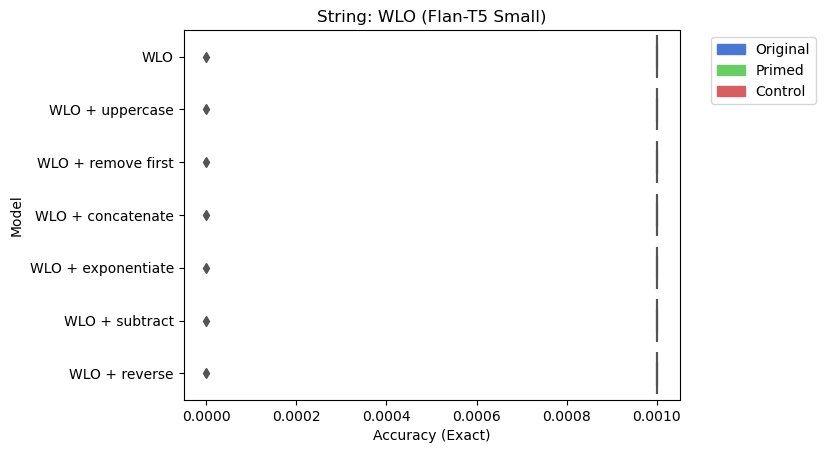 String: WLO (Flan-T5 Small)
WLO
WLO + uppercase
WLO + remove first
WLO + concatenate
WLO + exponentiate
WLO + subtract
WLO + reverse
Model
0.0000 0.0002 0.0004 0.0006 0.0008 0.0010
Accuracy (Exact)
Original
Primed
Control